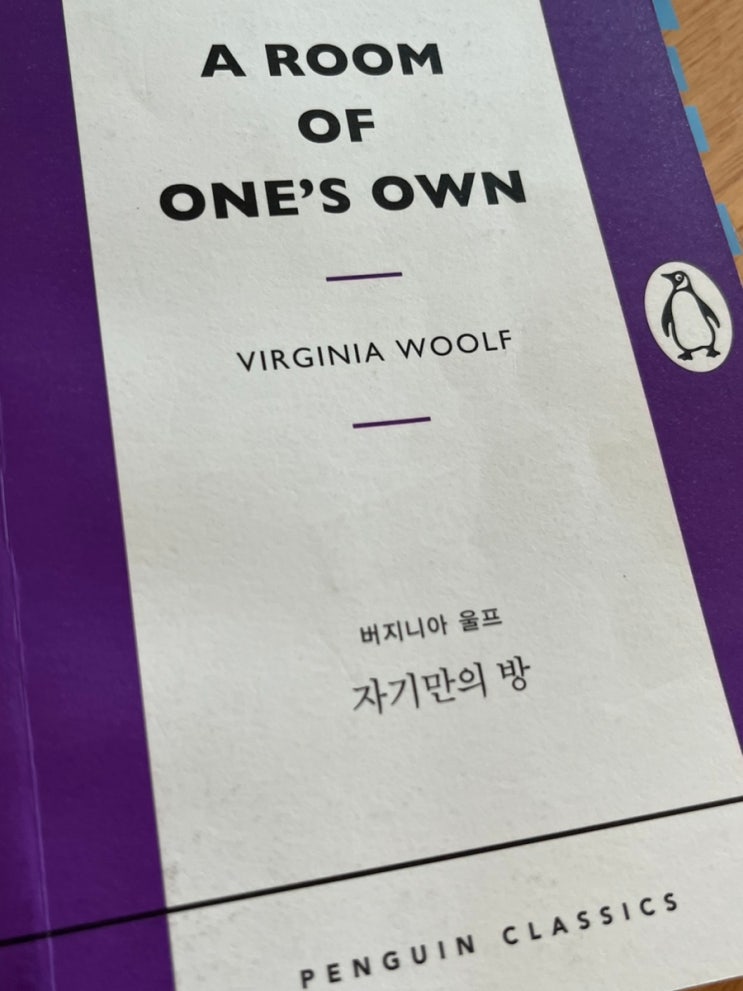 A ROOM
OF
ONE’S OWN
VIRGINIA WOOLF
버지니아 울프
자기만의 방
PENGUIN CLASSICS